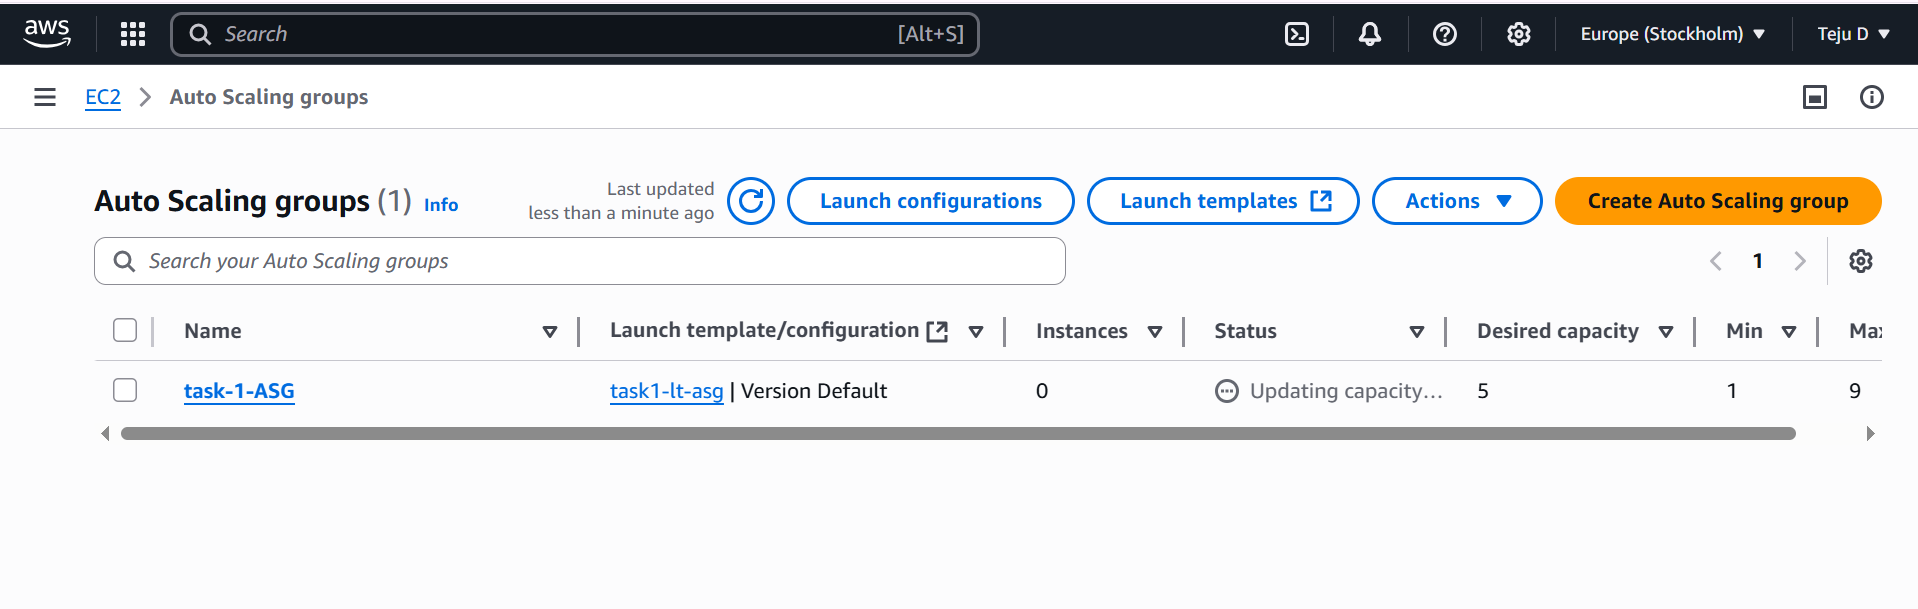 aws
Search [Alt+S]
Europe (Stockholm)
Teju D
EC2
Auto Scaling groups
Auto Scaling groups (1) Info
Last updated
less than a minute ago
Launch configurations
Launch templates
Actions
Create Auto Scaling group
Search your Auto Scaling groups
1
Name Launch template/configuration Instances Status Desired capacity Min Max
task-1-ASG task1-lt-asg | Version Default 0 Updating capacity... 5 1 9